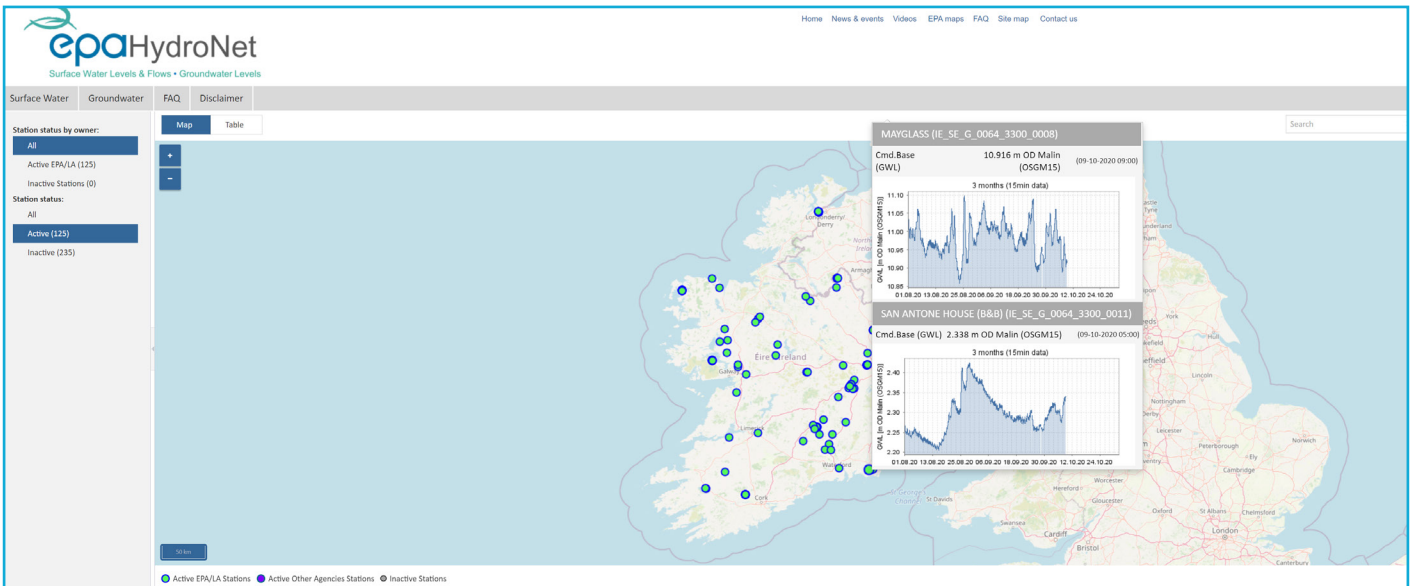 Home News & events Videos EPA maps FAQ Site map Contact us
epaHydroNet
Surface Water Levels & Flows • Groundwater Levels
Surface Water Groundwater FAQ Disclaimer
Station status by owner:
All
Active EPA/LA (125)
Inactive Stations (0)
Station status:
All
Active (125)
Inactive (235)
Map Table
Search
+
−
MAYGLASS (IE_SE_G_0064_3300_0008)
Cmd.Base (GWL) 10.916 m OD Malin (OSGM15) (09-10-2020 09:00)
3 months (15min data)
GWL [m OD Malin (OSGM15)]
11.10
11.05
11.00
10.95
10.90
10.85
01.08.20 13.08.20 25.08.20 06.09.20 18.09.20 30.09.20 12.10.20 24.10.20
SAN ANTONE HOUSE (B&B) (IE_SE_G_0064_3300_0011)
Cmd.Base (GWL) 2.338 m OD Malin (OSGM15) (09-10-2020 05:00)
3 months (15min data)
GWL [m OD Malin (OSGM15)]
2.40
2.35
2.30
2.25
2.20
01.08.20 13.08.20 25.08.20 06.09.20 18.09.20 30.09.20 12.10.20 24.10.20
Londonderry/
Derry
Éire / Ireland
Galway
Limerick
Waterford
Cork
York
Hull
Lincoln
Nottingham
Derby
Leicester
Peterborough
Norwich
Ely
Cambridge
Worcester
Hereford
Gloucester
St Davids
Oxford
St Albans
Chelmsford
Swansea
London
Cardiff
Bristol
Canterbury
50 km
Active EPA/LA Stations Active Other Agencies Stations Inactive Stations